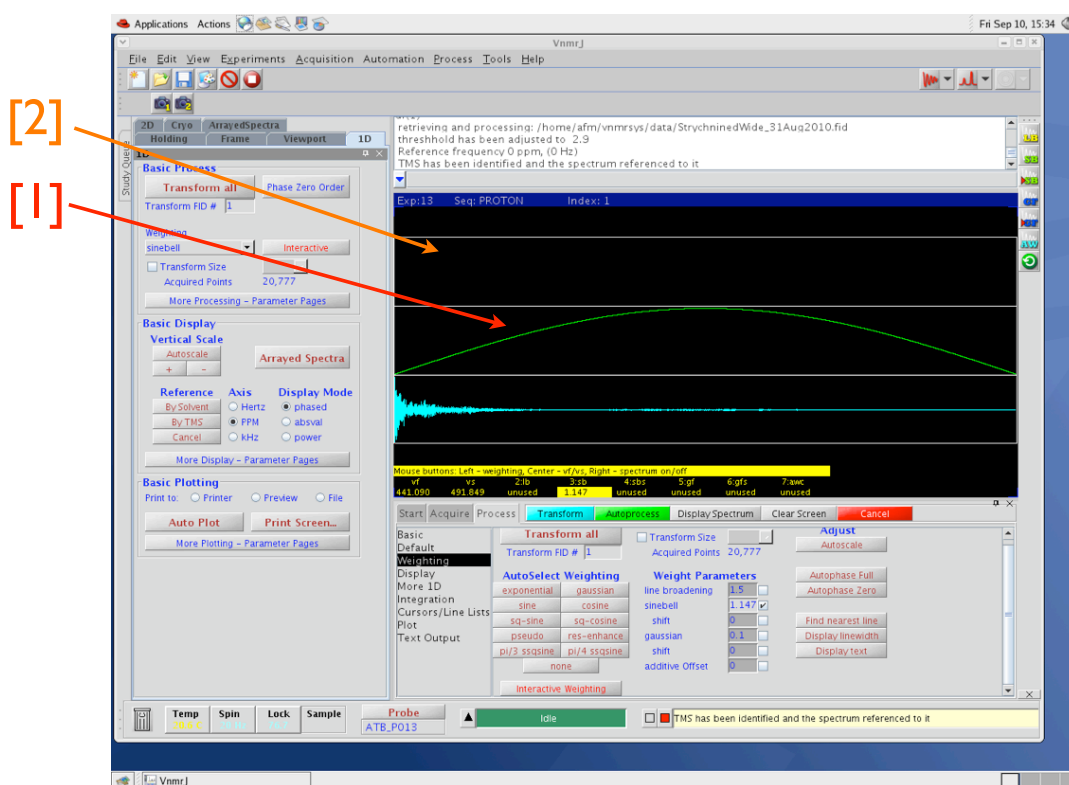 Applications Actions
Fri Sep 10, 15:34
VnmrJ
File Edit View Experiments Acquisition Automation Process Tools Help
[2]
[1]
Study Queue
2D Cryo ArrayedSpectra
Holding Frame Viewport 1D
1D
Basic Process
Transform all Phase Zero Order
Transform FID # 1
Weighting
sinebell Interactive
Transform Size
Acquired Points 20,777
More Processing - Parameter Pages
Basic Display
Vertical Scale
Autoscale
+ -
Arrayed Spectra
Reference Axis Display Mode
By Solvent Hertz phased
By TMS PPM absval
Cancel kHz power
More Display - Parameter Pages
Basic Plotting
Print to: Printer Preview File
Auto Plot Print Screen...
More Plotting - Parameter Pages
retrieving and processing: /home/afm/vnmrsys/data/StrychninedWide_31Aug2010.fid
threshhold has been adjusted to 2.9
Reference frequency 0 ppm, (0 Hz)
TMS has been identified and the spectrum referenced to it
Exp:13 Seq: PROTON Index: 1
LB
SB
SB
GF
GF
AW
Mouse buttons: Left - weighting, Center - vf/vs, Right - spectrum on/off
vf vs 2:lb 3:sb 4:sbs 5:gf 6:gfs 7:awc
441.090 491.849 unused 1.147 unused unused unused unused
Start Acquire Process Transform Autoprocess Display Spectrum Clear Screen Cancel
Basic
Default
Weighting
Display
More 1D
Integration
Cursors/Line Lists
Plot
Text Output
Transform all
Transform FID # 1
AutoSelect Weighting
exponential gaussian
sine cosine
sq-sine sq-cosine
pseudo res-enhance
pi/3 ssqsine pi/4 ssqsine
none
Interactive Weighting
Transform Size
Acquired Points 20,777
Weight Parameters
line broadening 1.5
sinebell 1.147
shift 0
gaussian 0.1
shift 0
additive Offset 0
Adjust
Autoscale
Autophase Full
Autophase Zero
Find nearest line
Display linewidth
Display text
Temp Spin Lock Sample
Probe
ATB_P013
Idle
TMS has been identified and the spectrum referenced to it
VnmrJ